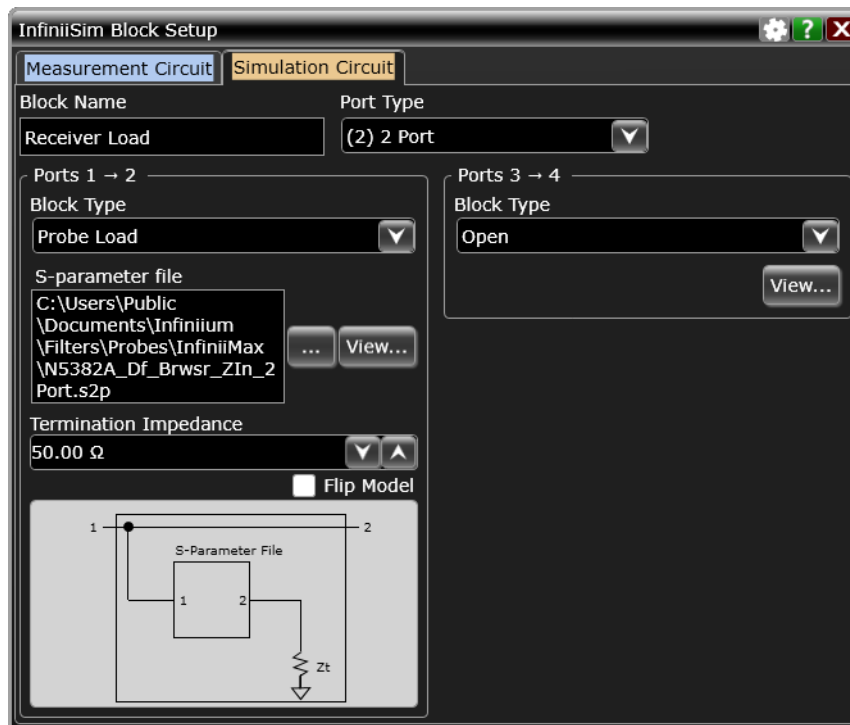 InfiniiSim Block Setup
?
X
Measurement Circuit
Simulation Circuit
Block Name
Port Type
Receiver Load
(2) 2 Port
Ports 1 → 2
Block Type
Probe Load
S-parameter file
C:\Users\Public
\Documents\Infiniium
\Filters\Probes\InfiniiMax
\N5382A_Df_Brwsr_ZIn_2
Port.s2p
...
View...
Termination Impedance
50.00 Ω
Flip Model
1
2
S-Parameter File
1
2
Zt
Ports 3 → 4
Block Type
Open
View...